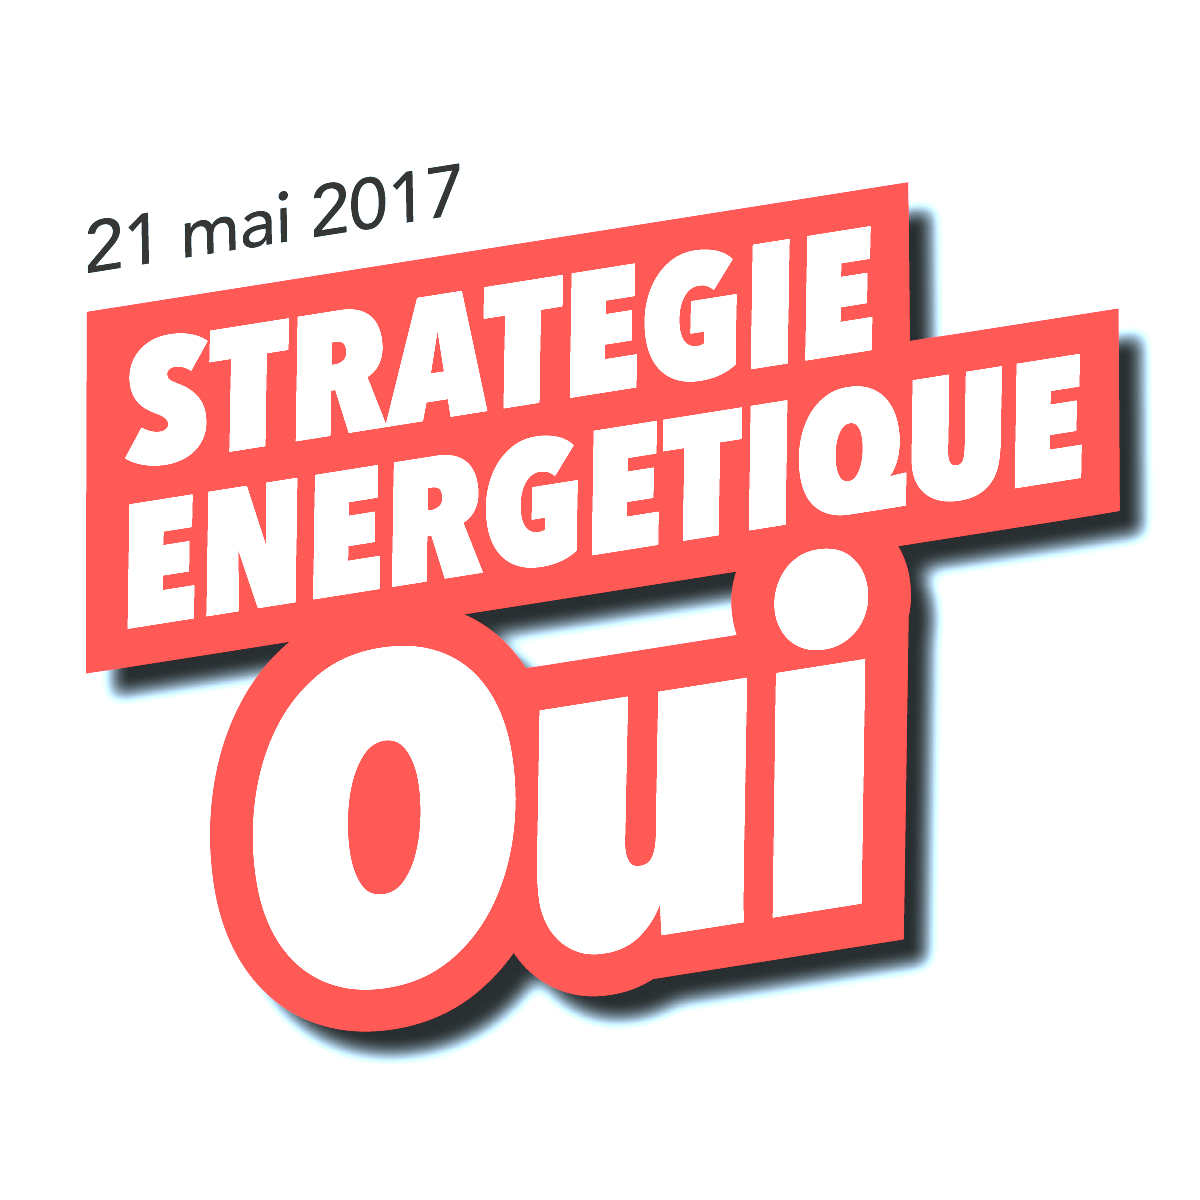 21 mai 2017
STRATEGIE
ENERGETIQUE
Oui